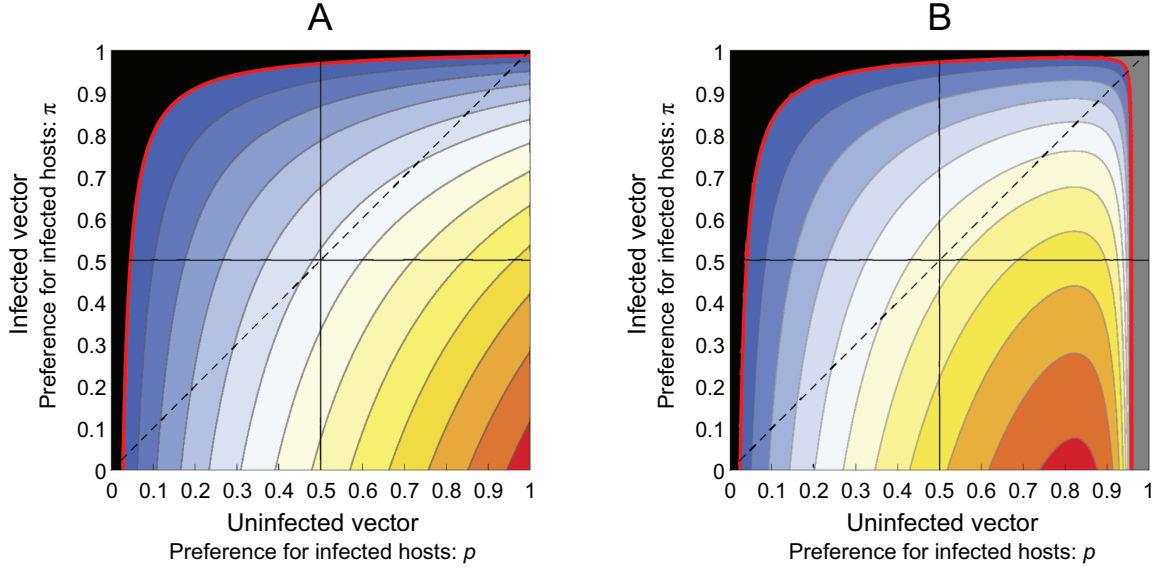 A
Infected vector
Preference for infected hosts: π
1
0.9
0.8
0.7
0.6
0.5
0.4
0.3
0.2
0.1
0
0 0.1 0.2 0.3 0.4 0.5 0.6 0.7 0.8 0.9 1
Uninfected vector
Preference for infected hosts: p
B
Infected vector
Preference for infected hosts: π
1
0.9
0.8
0.7
0.6
0.5
0.4
0.3
0.2
0.1
0
0 0.1 0.2 0.3 0.4 0.5 0.6 0.7 0.8 0.9 1
Uninfected vector
Preference for infected hosts: p